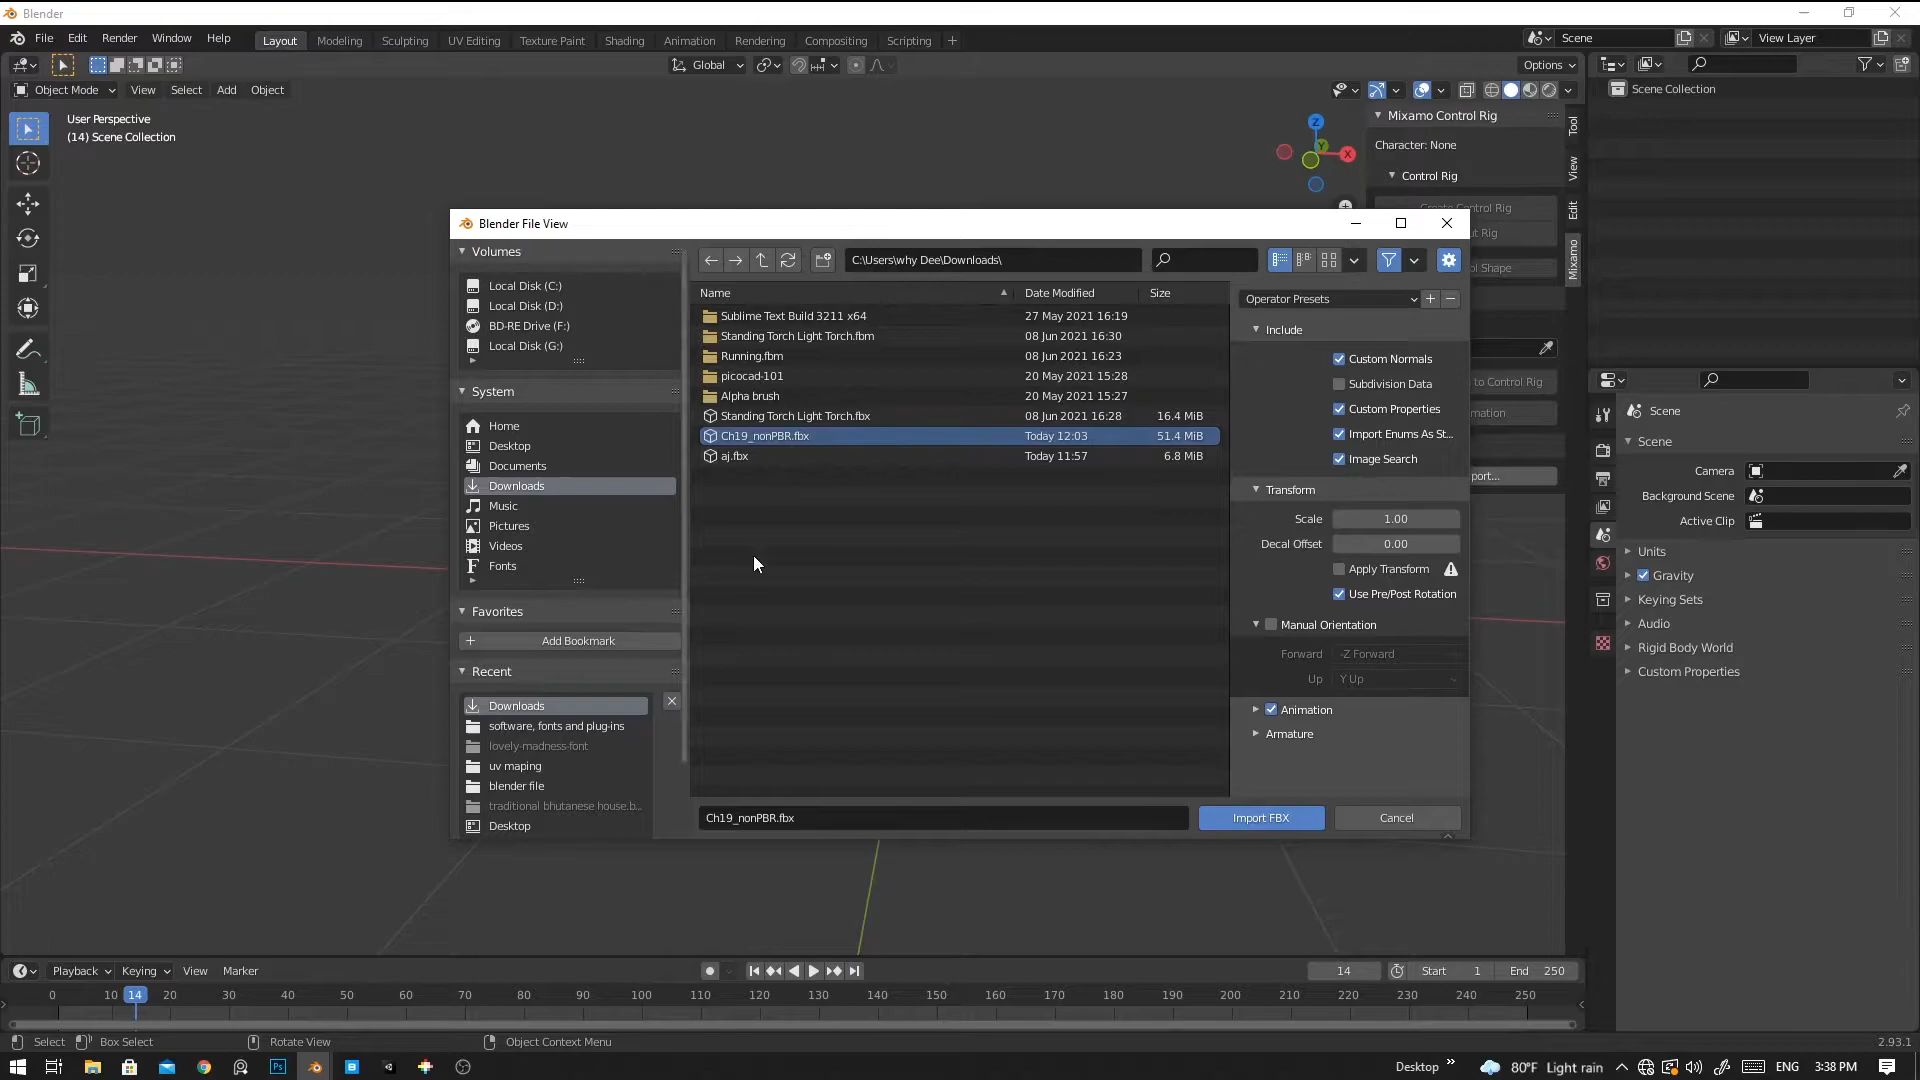 Blender
File Edit Render Window Help Layout Modeling Sculpting UV Editing Texture Paint Shading Animation Rendering Compositing Scripting Scene View Layer
Global Options
Object Mode View Select Add Object
User Perspective
(14) Scene Collection
Z
Y
X
Mixamo Control Rig
Character: None
Control Rig
Create Control Rig
Tool
View
Edit
Mixamo
Scene Collection
Blender File View
Volumes
Local Disk (C:)
Local Disk (D:)
BD-RE Drive (F:)
Local Disk (G:)
System
Home
Desktop
Documents
Downloads
Music
Pictures
Videos
Fonts
Favorites
Add Bookmark
Recent
Downloads
software, fonts and plug-ins
lovely-madness-font
uv maping
blender file
traditional bhutanese house.b...
Desktop
C:\Users\why Dee\Downloads\
Name Date Modified Size
Sublime Text Build 3211 x64 27 May 2021 16:19
Standing Torch Light Torch.fbm 08 Jun 2021 16:30
Running.fbm 08 Jun 2021 16:23
picocad-101 20 May 2021 15:28
Alpha brush 20 May 2021 15:27
Standing Torch Light Torch.fbx 08 Jun 2021 16:28 16.4 MiB
Ch19_nonPBR.fbx Today 12:03 51.4 MiB
aj.fbx Today 11:57 6.8 MiB
Ch19_nonPBR.fbx Import FBX Cancel
Operator Presets
Include
Custom Normals
Subdivision Data
Custom Properties
Import Enums As St...
Image Search
Transform
Scale 1.00
Decal Offset 0.00
Apply Transform
Use Pre/Post Rotation
Manual Orientation
Forward -Z Forward
Up Y Up
Animation
Armature
to Control Rig
port...
Scene
Scene
Camera
Background Scene
Active Clip
Units
Gravity
Keying Sets
Audio
Rigid Body World
Custom Properties
Playback Keying View Marker 14 Start 1 End 250
0 10 14 20 30 40 50 60 70 80 90 100 110 120 130 140 150 160 170 180 190 200 210 220 230 240 250
Select Box Select Rotate View Object Context Menu 2.93.1
Ps Desktop 80°F Light rain ENG 3:38 PM